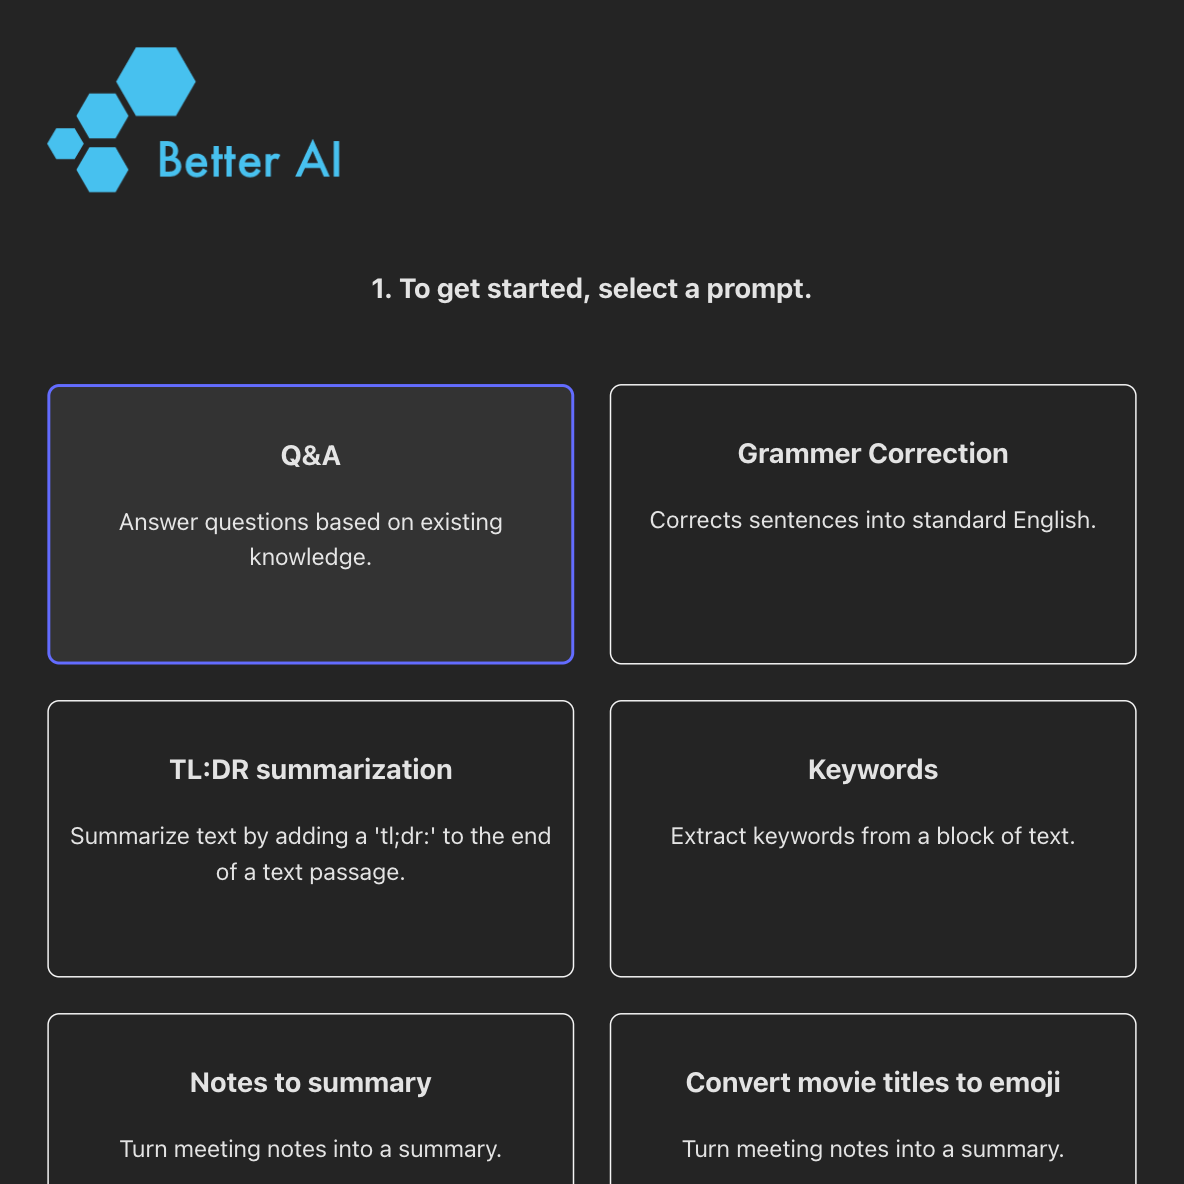 Better AI
1. To get started, select a prompt.
Q&A
Answer questions based on existing
knowledge.
Grammer Correction
Corrects sentences into standard English.
TL:DR summarization
Summarize text by adding a 'tl;dr:' to the end
of a text passage.
Keywords
Extract keywords from a block of text.
Notes to summary
Turn meeting notes into a summary.
Convert movie titles to emoji
Turn meeting notes into a summary.